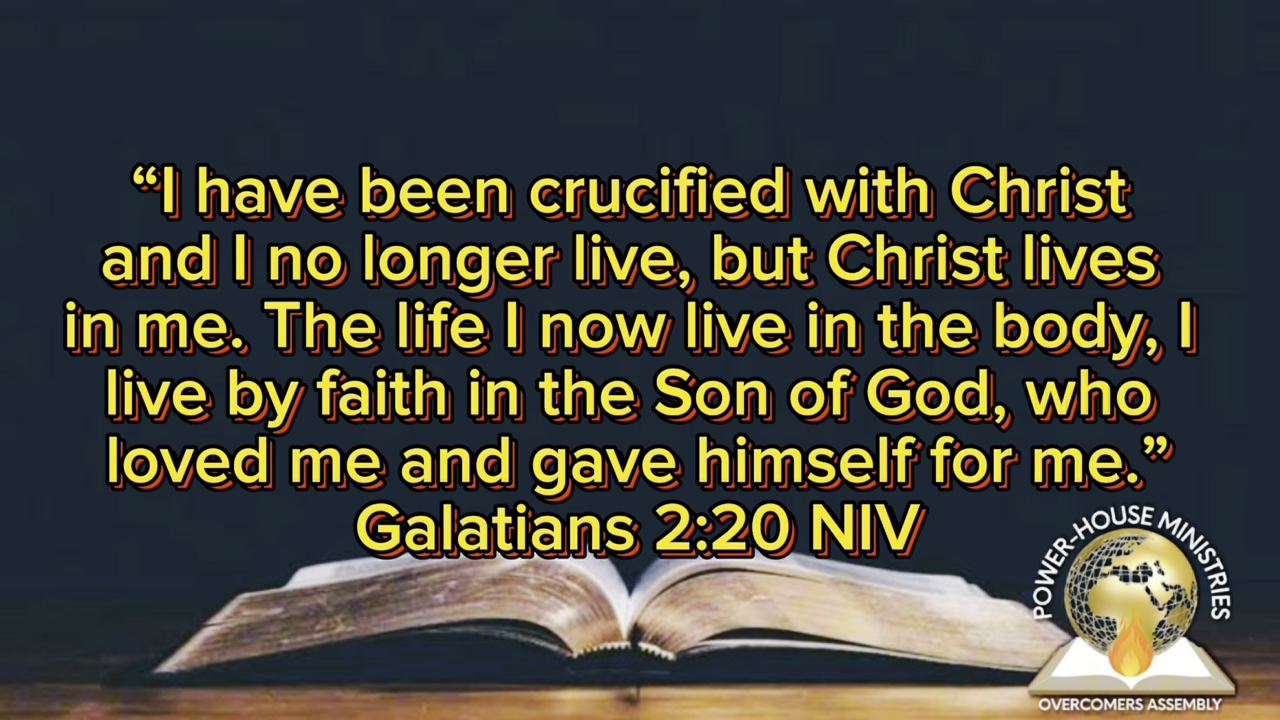 “I have been crucified with Christ
and I no longer live, but Christ lives
in me. The life I now live in the body, I
live by faith in the Son of God, who
loved me and gave himself for me.”
Galatians 2:20 NIV
POWER-HOUSE MINISTRIES
OVERCOMERS ASSEMBLY